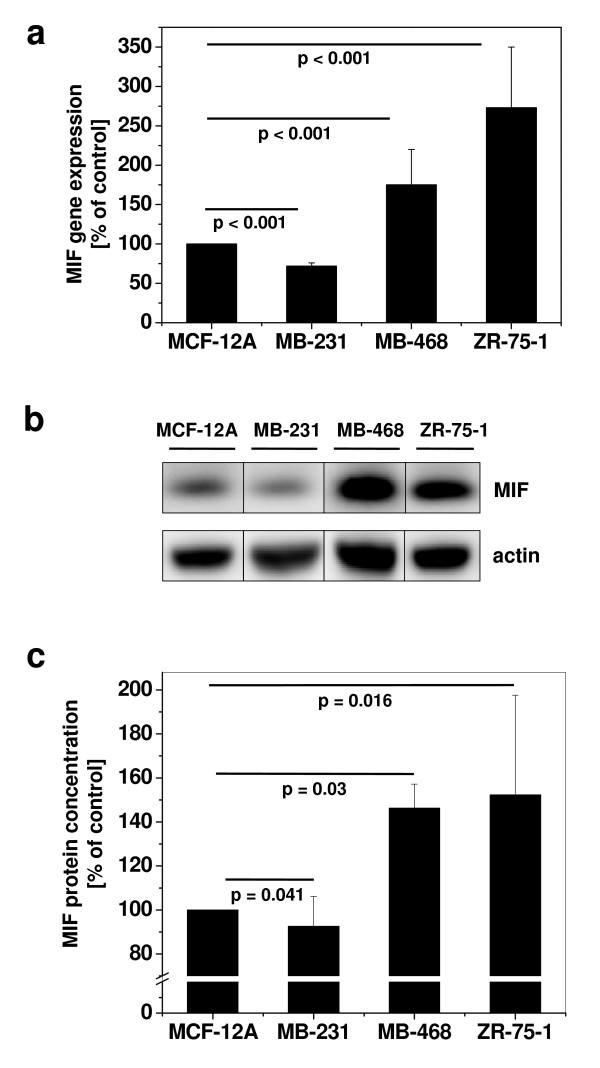 a
MIF gene expression
[% of control]
350
300
250
200
150
100
50
0
p < 0.001
p < 0.001
p < 0.001
MCF-12A MB-231 MB-468 ZR-75-1
b
MCF-12A MB-231 MB-468 ZR-75-1
MIF
actin
c
MIF protein concentration
[% of control]
200
180
160
140
120
100
80
0
p = 0.016
p = 0.03
p = 0.041
MCF-12A MB-231 MB-468 ZR-75-1